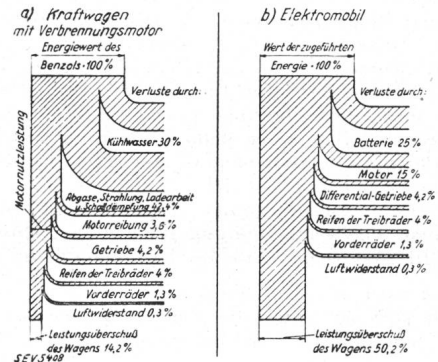 a) Kraftwagen
mit Verbrennungsmotor
Energiewert des
Benzols·100%
Verluste durch:
Kühlwasser 30%
Motornutzleistung
Abgase, Strahlung, Ladearbeit
u. Schalldämpfung 42,4%
Motorreibung 3,6%
Getriebe 4,2%
Reifen der Treibräder 4%
Vorderräder 1,3%
Luftwiderstand 0,3%
Leistungsüberschuß
des Wagens 14,2%
S.E.V. 5408
b) Elektromobil
Wert der zugeführten
Energie·100%
Verluste durch:
Batterie 25%
Motor 15%
Differential-Getriebe 4,2%
Reifen der Treibräder 4%
Vorderräder 1,3%
Luftwiderstand 0,3%
Leistungsüberschuß
des Wagens 50,2%